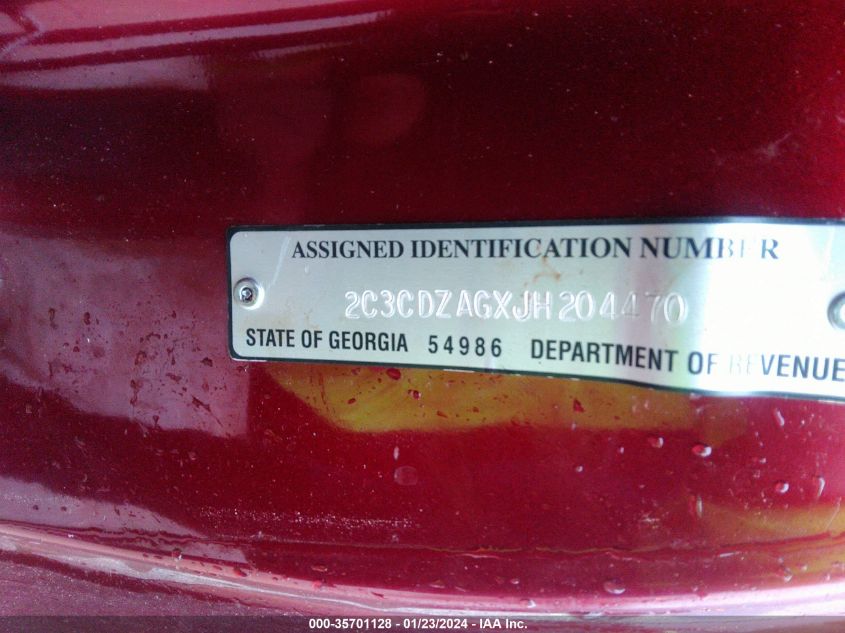 ASSIGNED IDENTIFICATION NUMBER
2C3CDZAGXJH204470
STATE OF GEORGIA 54986 DEPARTMENT OF REVENUE
000-35701128 - 01/23/2024 - IAA Inc.